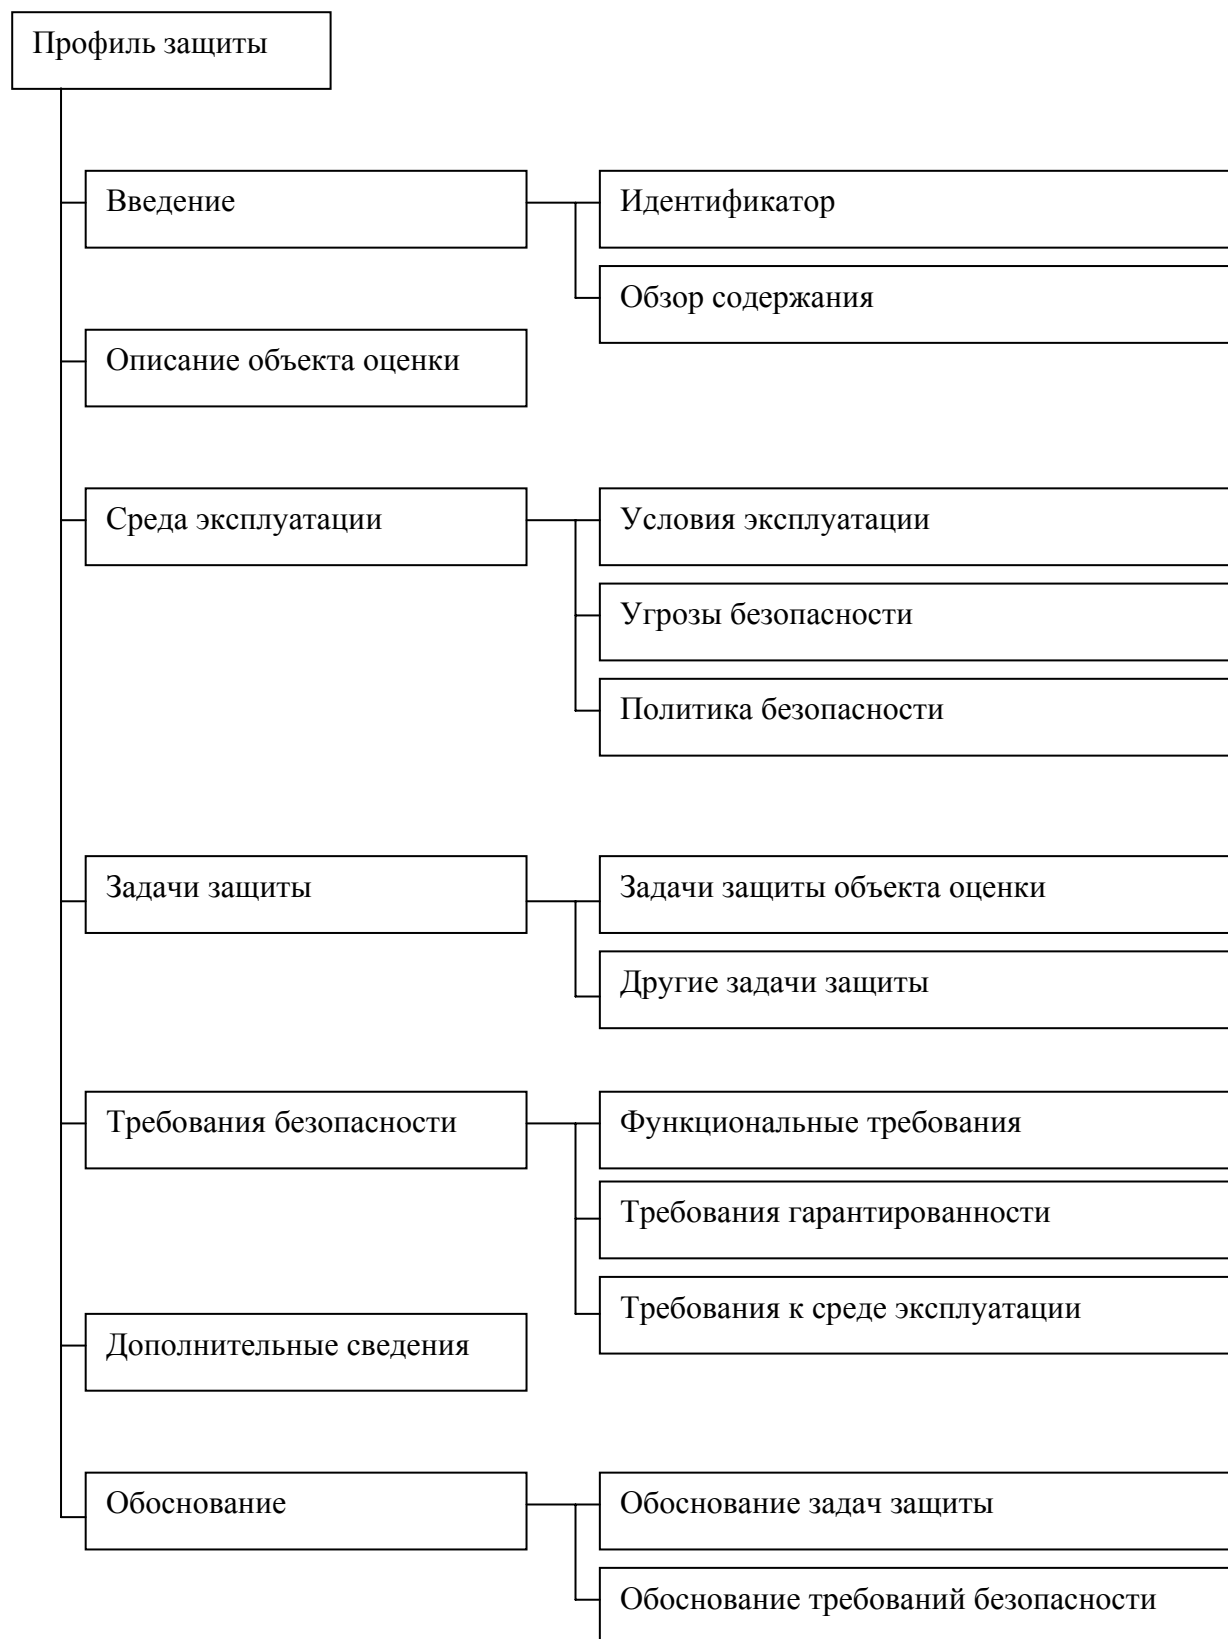 Профиль защиты
Введение
Идентификатор
Обзор содержания
Описание объекта оценки
Среда эксплуатации
Условия эксплуатации
Угрозы безопасности
Политика безопасности
Задачи защиты
Задачи защиты объекта оценки
Другие задачи защиты
Требования безопасности
Функциональные требования
Требования гарантированности
Требования к среде эксплуатации
Дополнительные сведения
Обоснование
Обоснование задач защиты
Обоснование требований безопасности